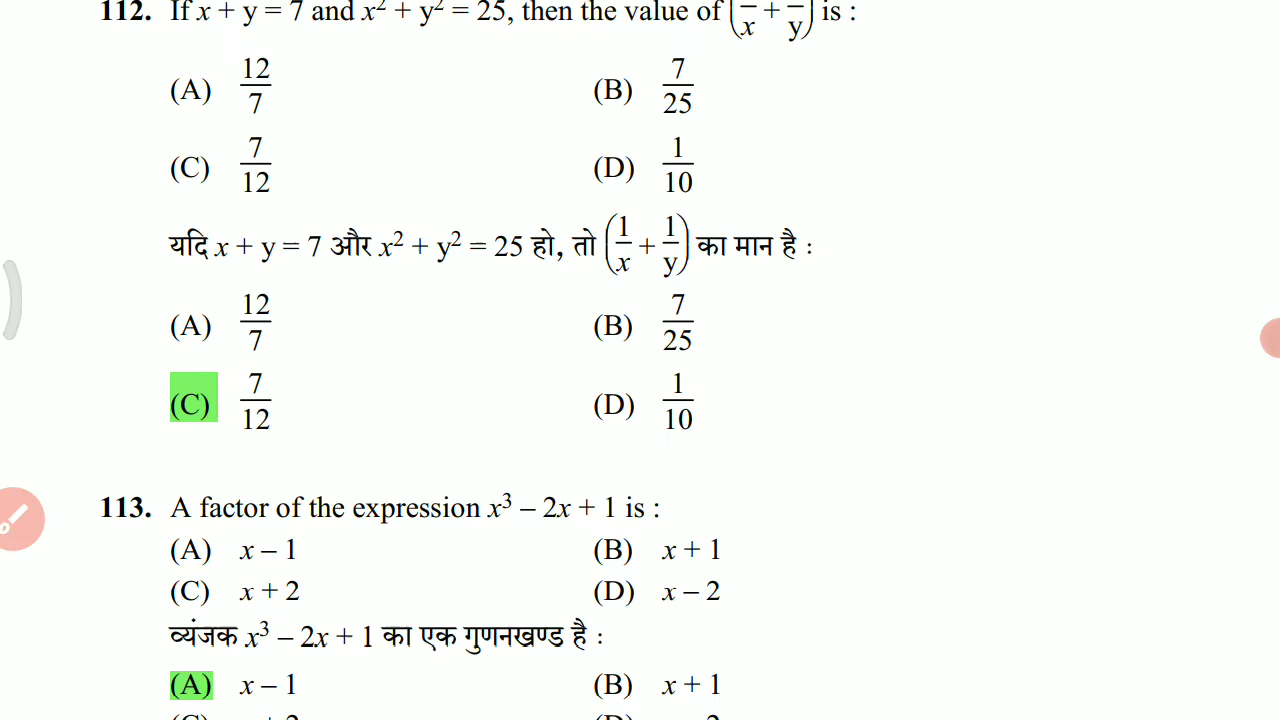 112. If x + y = 7 and x² + y² = 25, then the value of (–/x + –/y) is :
(A) 12/7 (B) 7/25
(C) 7/12 (D) 1/10
यदि x + y = 7 और x² + y² = 25 हो, तो (1/x + 1/y) का मान है :
(A) 12/7 (B) 7/25
(C) 7/12 (D) 1/10
113. A factor of the expression x³ – 2x + 1 is :
(A) x – 1 (B) x + 1
(C) x + 2 (D) x – 2
व्यंजक x³ – 2x + 1 का एक गुणनखण्ड है :
(A) x – 1 (B) x + 1